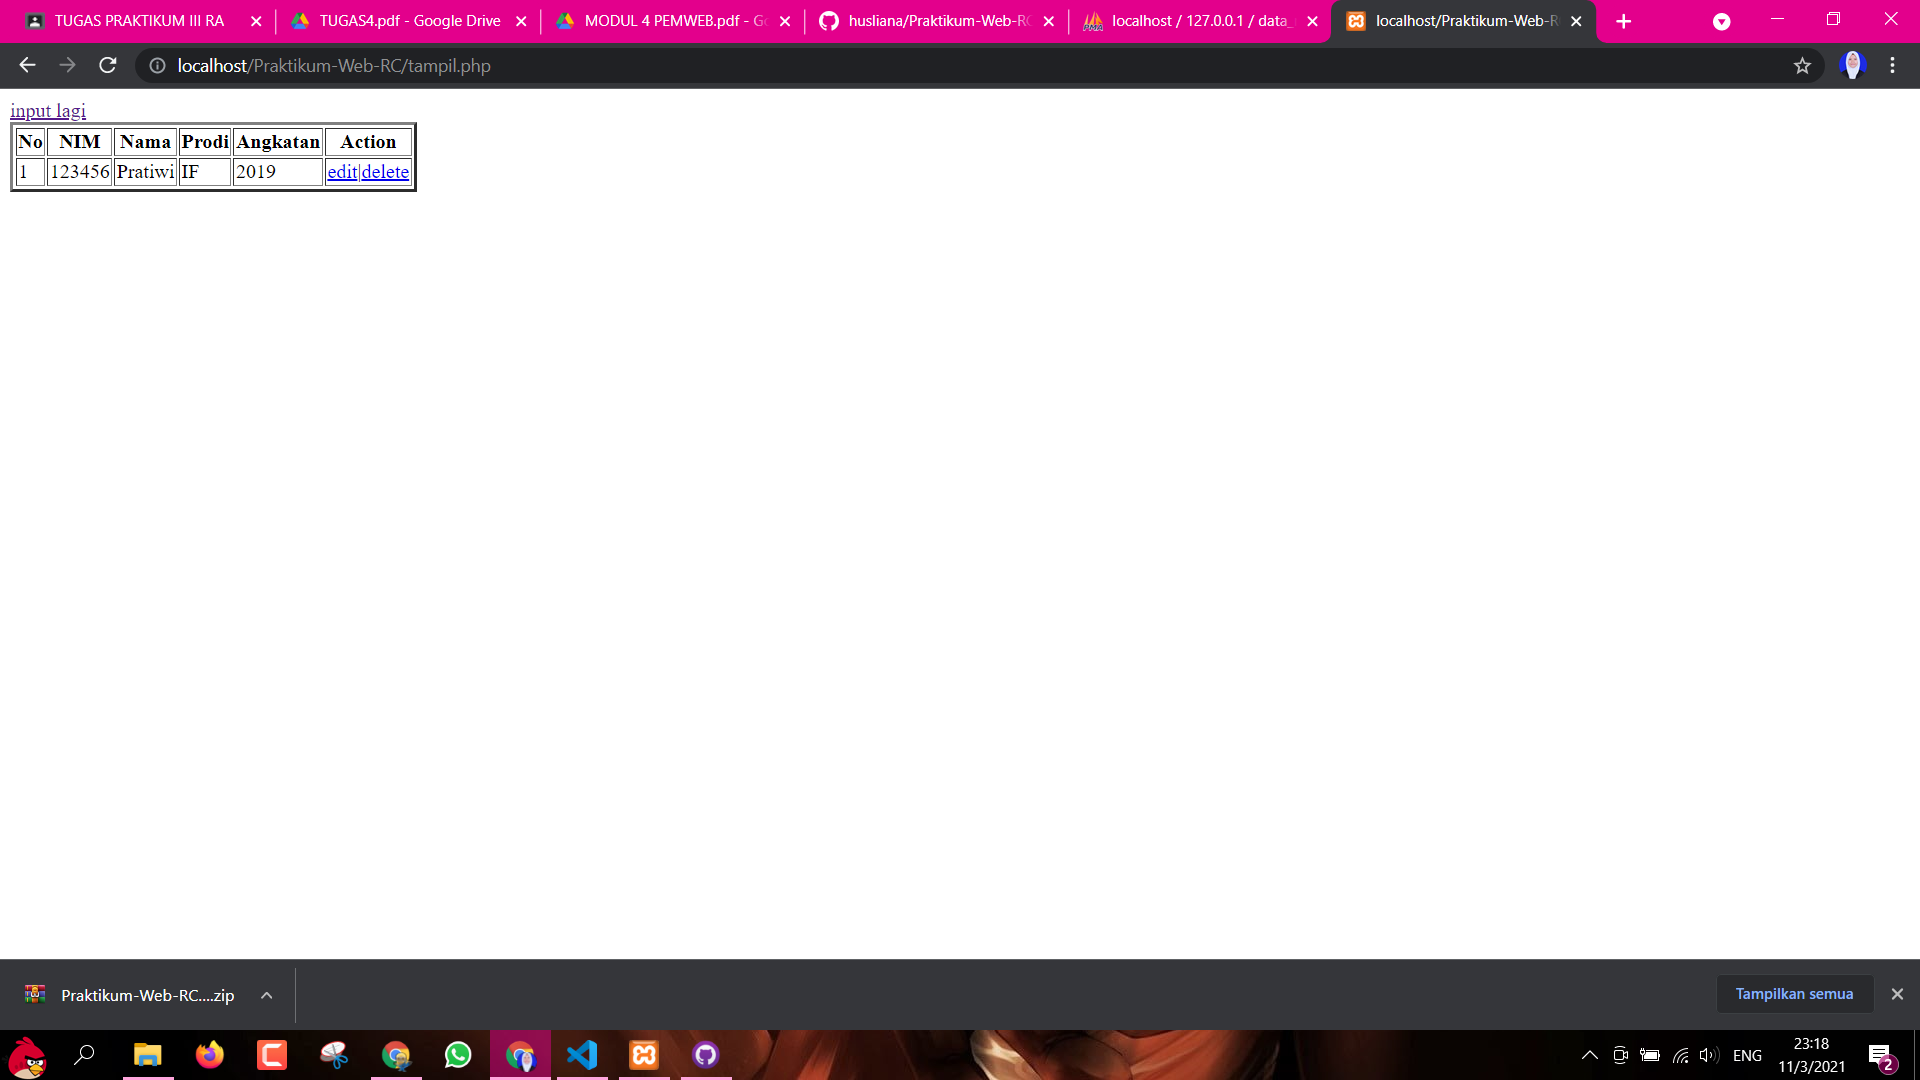 TUGAS PRAKTIKUM III RA
TUGAS4.pdf - Google Drive
MODUL 4 PEMWEB.pdf - Go
husliana/Praktikum-Web-RC
localhost / 127.0.0.1 / data_
localhost/Praktikum-Web-R
localhost/Praktikum-Web-RC/tampil.php
input lagi
No NIM Nama Prodi Angkatan Action
1 123456 Pratiwi IF 2019 edit|delete
Praktikum-Web-RC....zip
Tampilkan semua
ENG
23:18
11/3/2021
2